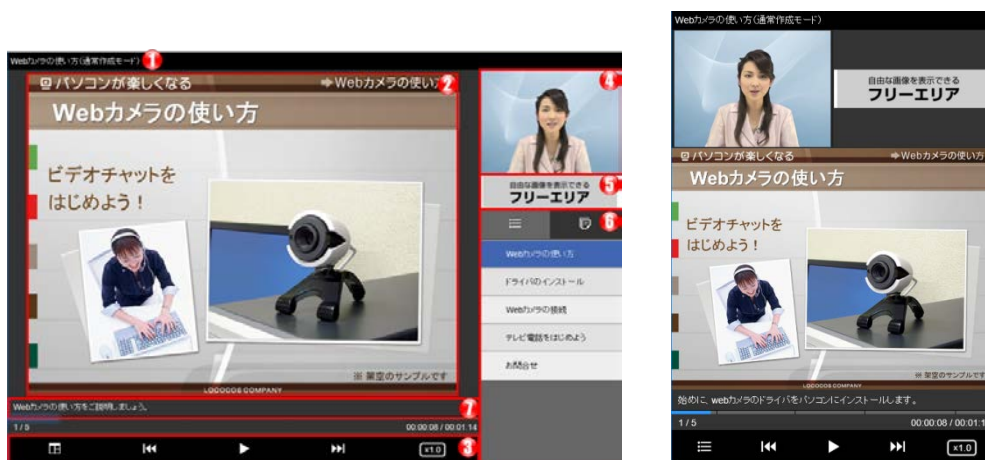 Webカメラの使い方(通常作成モード)
1
2
パソコンが楽しくなる
➡Webカメラの使い方
Webカメラの使い方
ビデオチャットを
はじめよう！
※ 架空のサンプルです
LOCOCOS COMPANY
Webカメラの使い方をご説明しましょう。
7
1 / 5
00:00:08 / 00:01:14
×1.0
3
4
自由な画像を表示できる
フリーエリア
5
6
Webカメラの使い方
ドライバのインストール
Webカメラの接続
テレビ電話をはじめよう
お問合せ
Webカメラの使い方(通常作成モード)
自由な画像を表示できる
フリーエリア
パソコンが楽しくなる
➡Webカメラの使い方
Webカメラの使い方
ビデオチャットを
はじめよう！
※ 架空のサンプルです
LOCOCOS COMPANY
始めに、webカメラのドライバをパソコンにインストールします。
1 / 5
00:00:08 / 00:01:1
×1.0